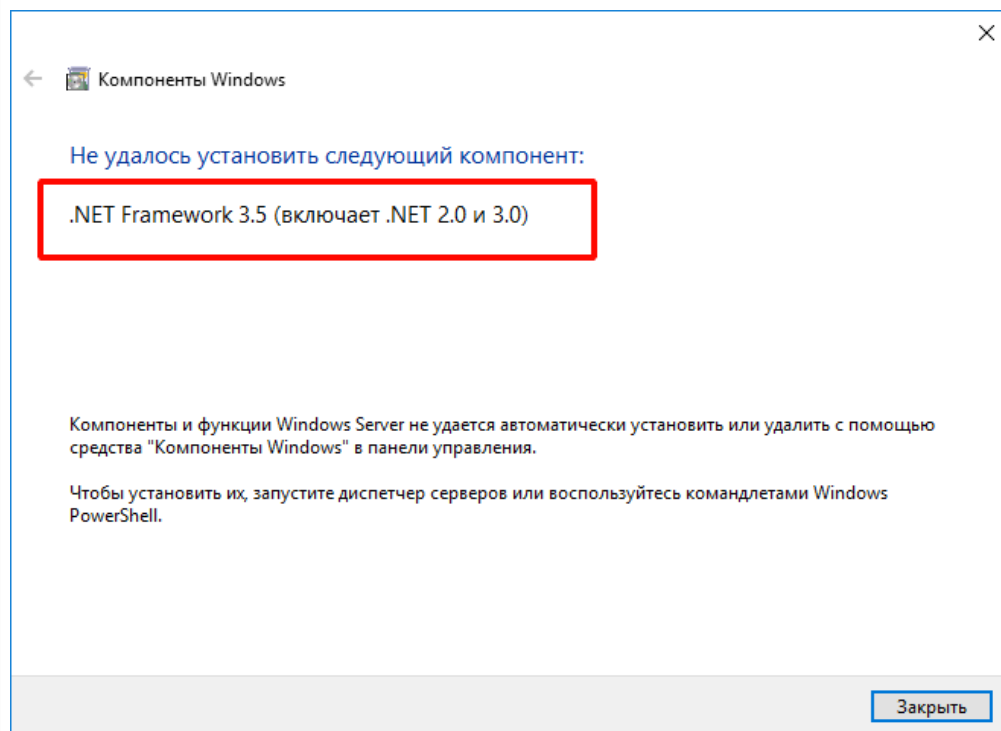 Компоненты Windows
Не удалось установить следующий компонент:
.NET Framework 3.5 (включает .NET 2.0 и 3.0)
Компоненты и функции Windows Server не удается автоматически установить или удалить с помощью
средства "Компоненты Windows" в панели управления.
Чтобы установить их, запустите диспетчер серверов или воспользуйтесь командлетами Windows
PowerShell.
Закрыть